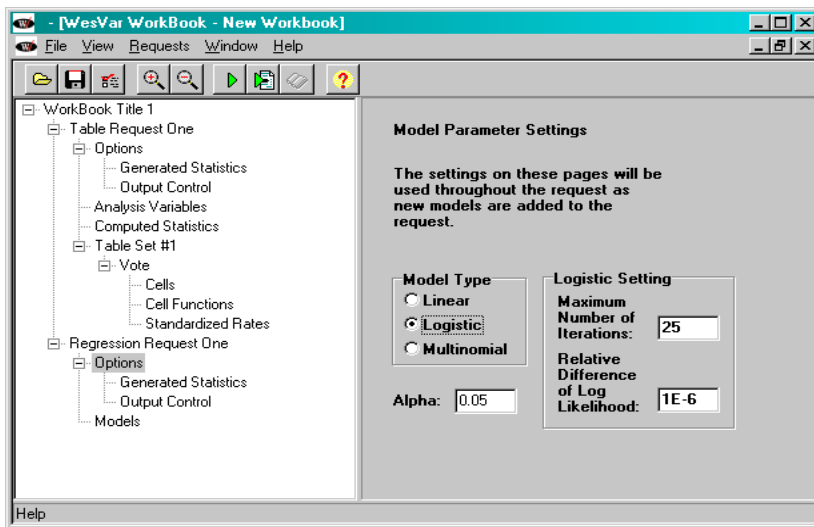 - [WesVar WorkBook - New Workbook]
File View Requests Window Help
WorkBook Title 1
Table Request One
Options
Generated Statistics
Output Control
Analysis Variables
Computed Statistics
Table Set #1
Vote
Cells
Cell Functions
Standardized Rates
Regression Request One
Options
Generated Statistics
Output Control
Models
Model Parameter Settings
The settings on these pages will be
used throughout the request as
new models are added to the
request.
Model Type
Linear
Logistic
Multinomial
Alpha: 0.05
Logistic Setting
Maximum
Number of
Iterations: 25
Relative
Difference
of Log
Likelihood: 1E-6
Help